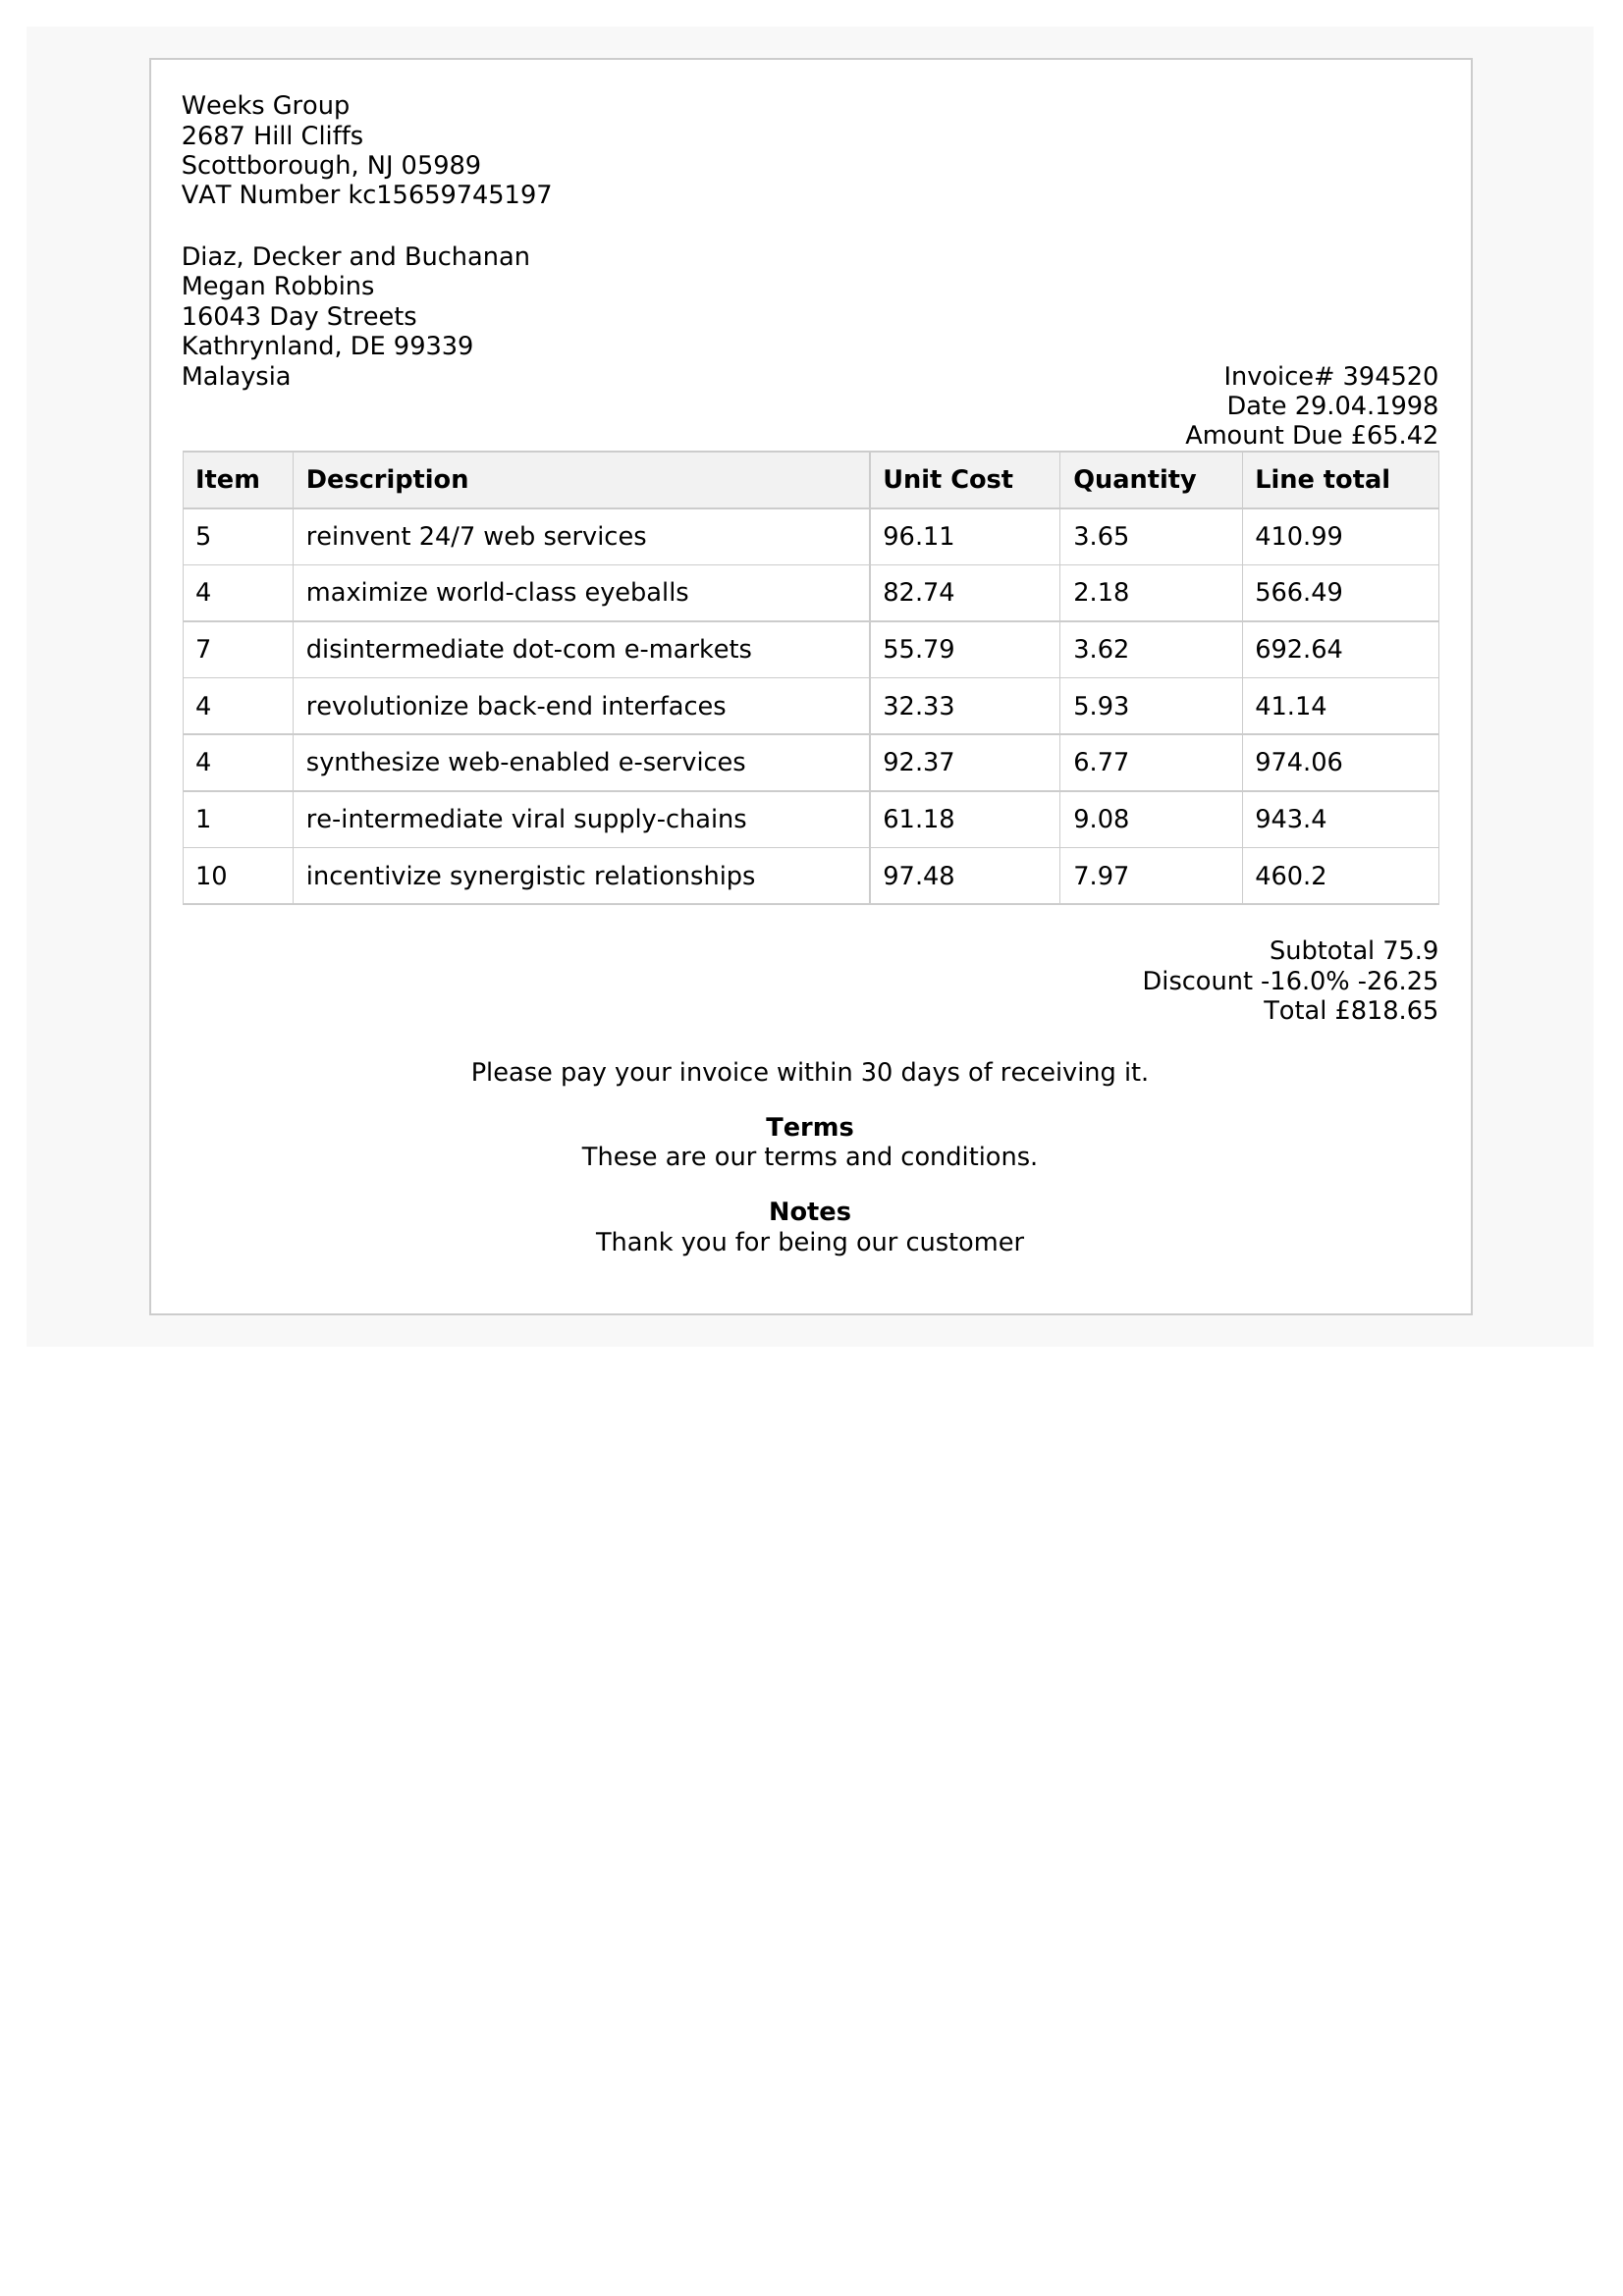 Weeks Group
2687 Hill Cliffs
Scottborough, NJ 05989
VAT Number kc15659745197
Diaz, Decker and Buchanan
Megan Robbins
16043 Day Streets
Kathrynland, DE 99339
Malaysia
Invoice# 394520
Date 29.04.1998
Amount Due £65.42
Item Description Unit Cost Quantity Line total
5 reinvent 24/7 web services 96.11 3.65 410.99
4 maximize world-class eyeballs 82.74 2.18 566.49
7 disintermediate dot-com e-markets 55.79 3.62 692.64
4 revolutionize back-end interfaces 32.33 5.93 41.14
4 synthesize web-enabled e-services 92.37 6.77 974.06
1 re-intermediate viral supply-chains 61.18 9.08 943.4
10 incentivize synergistic relationships 97.48 7.97 460.2
Subtotal 75.9
Discount -16.0% -26.25
Total £818.65
Please pay your invoice within 30 days of receiving it.
Terms
These are our terms and conditions.
Notes
Thank you for being our customer